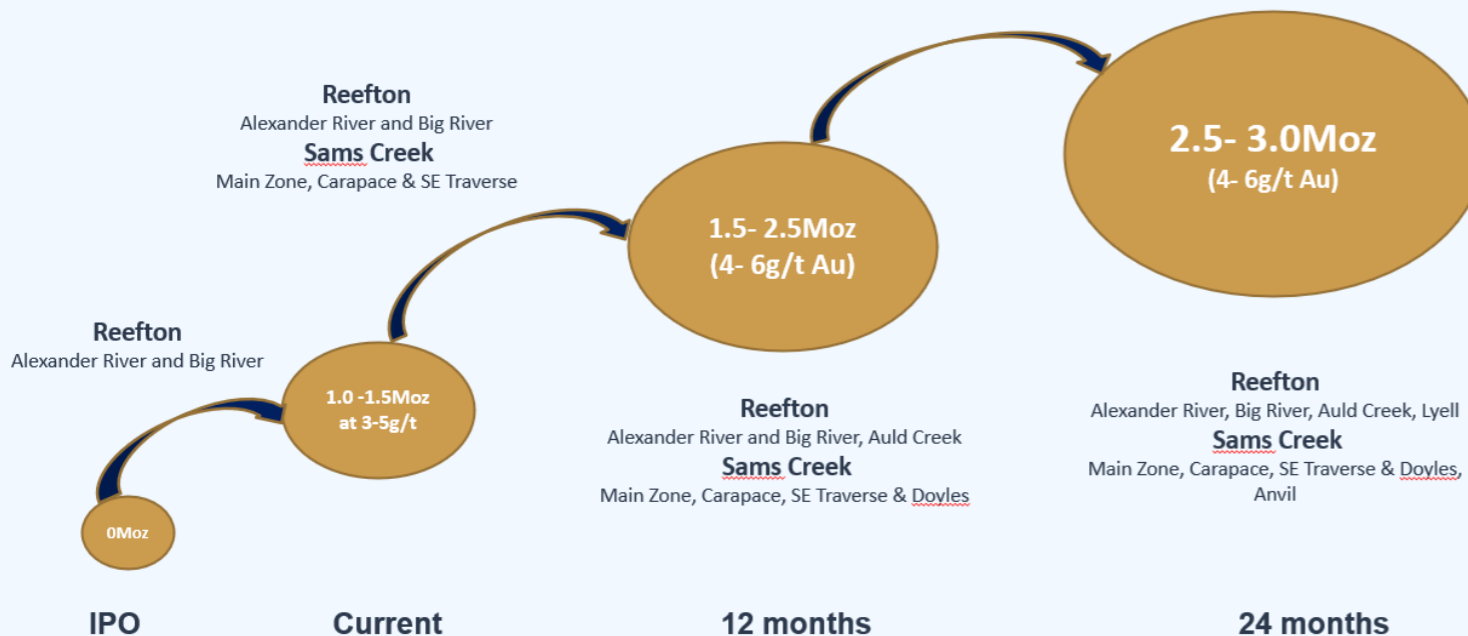 Reefton
Alexander River and Big River
0Moz
IPO
Reefton
Alexander River and Big River
Sams Creek
Main Zone, Carapace & SE Traverse
1.0 -1.5Moz
at 3-5g/t
Current
1.5- 2.5Moz
(4- 6g/t Au)
Reefton
Alexander River and Big River, Auld Creek
Sams Creek
Main Zone, Carapace, SE Traverse & Doyles
12 months
2.5- 3.0Moz
(4- 6g/t Au)
Reefton
Alexander River, Big River, Auld Creek, Lyell
Sams Creek
Main Zone, Carapace, SE Traverse & Doyles,
Anvil
24 months